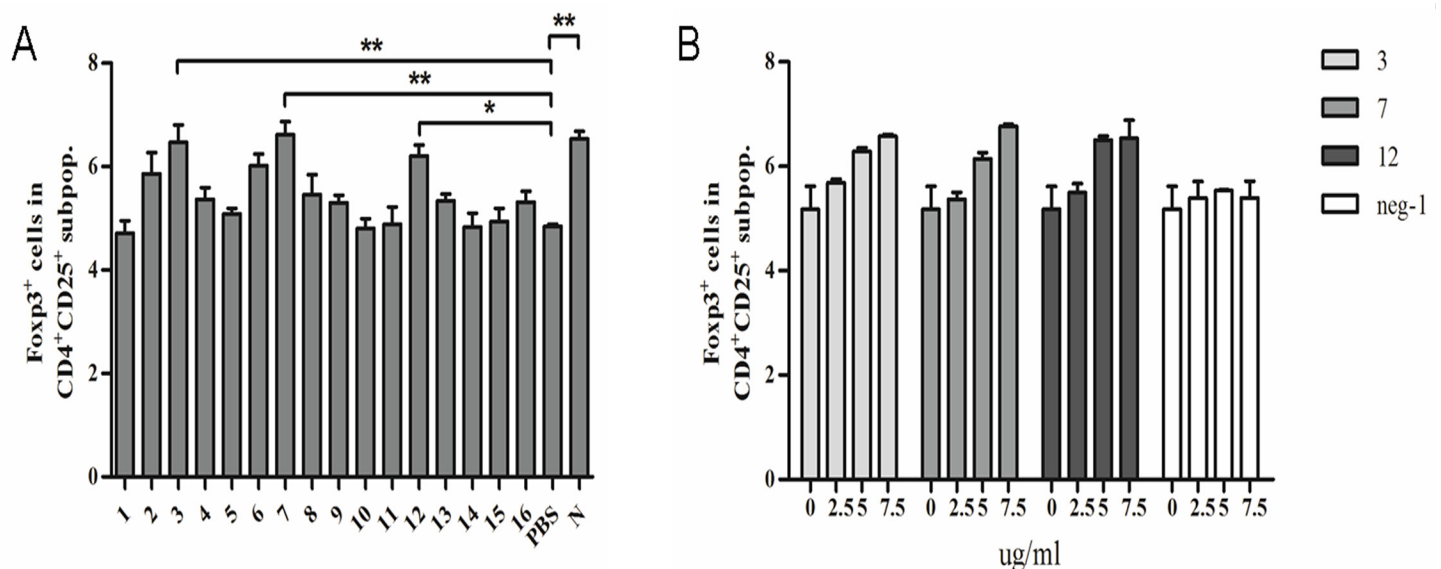 A
**
**
**
*
8
6
4
2
0
Foxp3+ cells in
CD4+CD25+ subpop.
1 2 3 4 5 6 7 8 9 10 11 12 13 14 15 16 PBS N
B
8
6
4
2
0
Foxp3+ cells in
CD4+CD25+ subpop.
0 2.5 5 7.5 0 2.5 5 7.5 0 2.5 5 7.5 0 2.5 5 7.5
ug/ml
3
7
12
neg-1